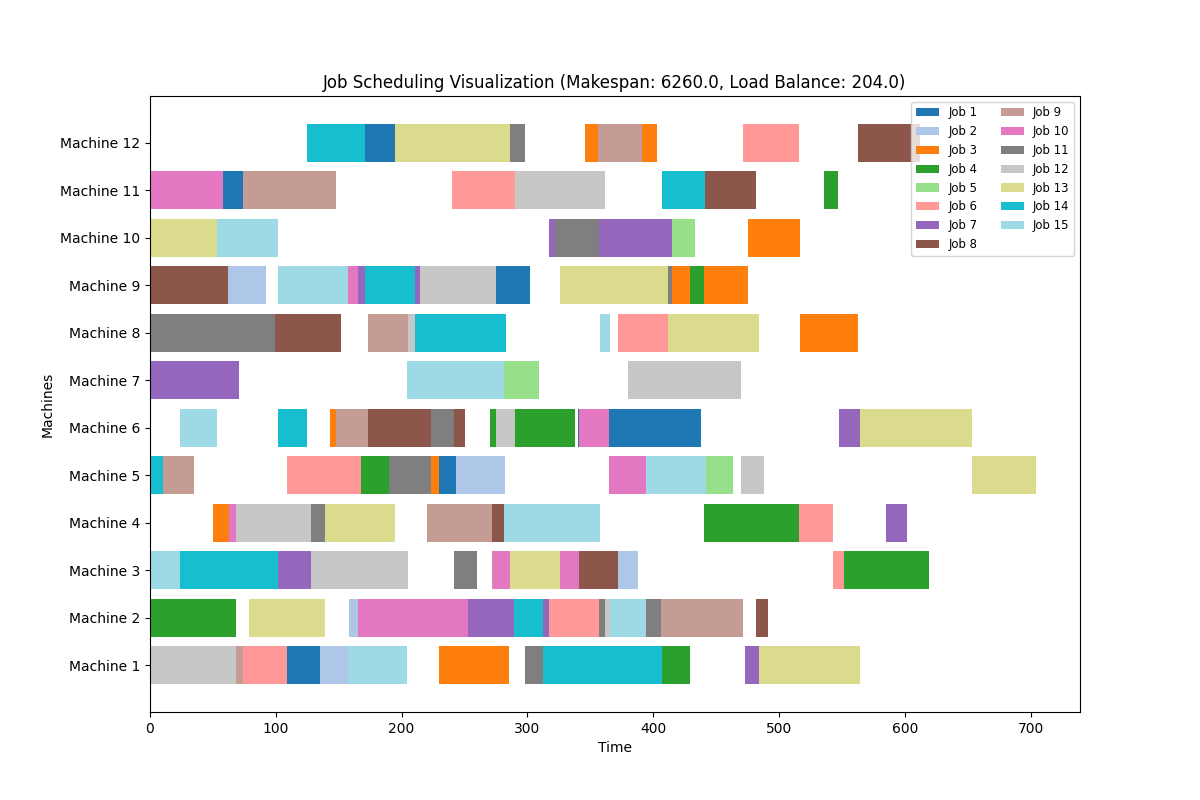 Job Scheduling Visualization (Makespan: 6260.0, Load Balance: 204.0)
Machines
Machine 12
Machine 11
Machine 10
Machine 9
Machine 8
Machine 7
Machine 6
Machine 5
Machine 4
Machine 3
Machine 2
Machine 1
Job 1
Job 2
Job 3
Job 4
Job 5
Job 6
Job 7
Job 8
Job 9
Job 10
Job 11
Job 12
Job 13
Job 14
Job 15
0 100 200 300 400 500 600 700
Time